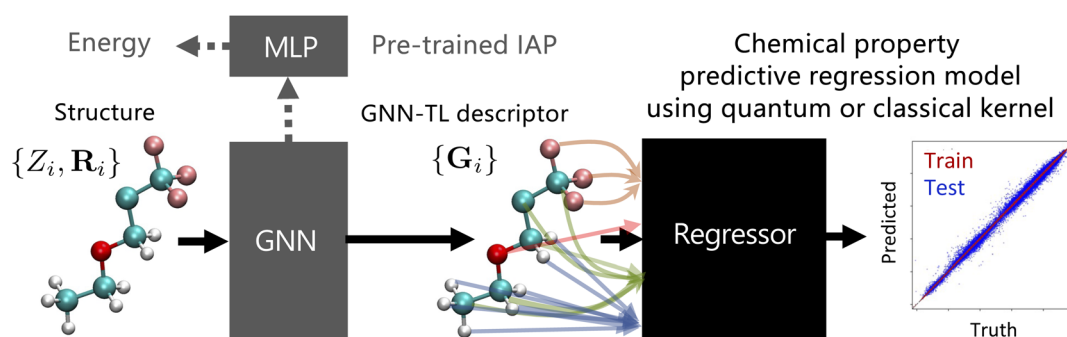 Energy
MLP
Pre-trained IAP
Chemical property
predictive regression model
using quantum or classical kernel
Structure
GNN-TL descriptor
{Z_i, R_i}
{G_i}
GNN
Regressor
Train
Test
Predicted
Truth